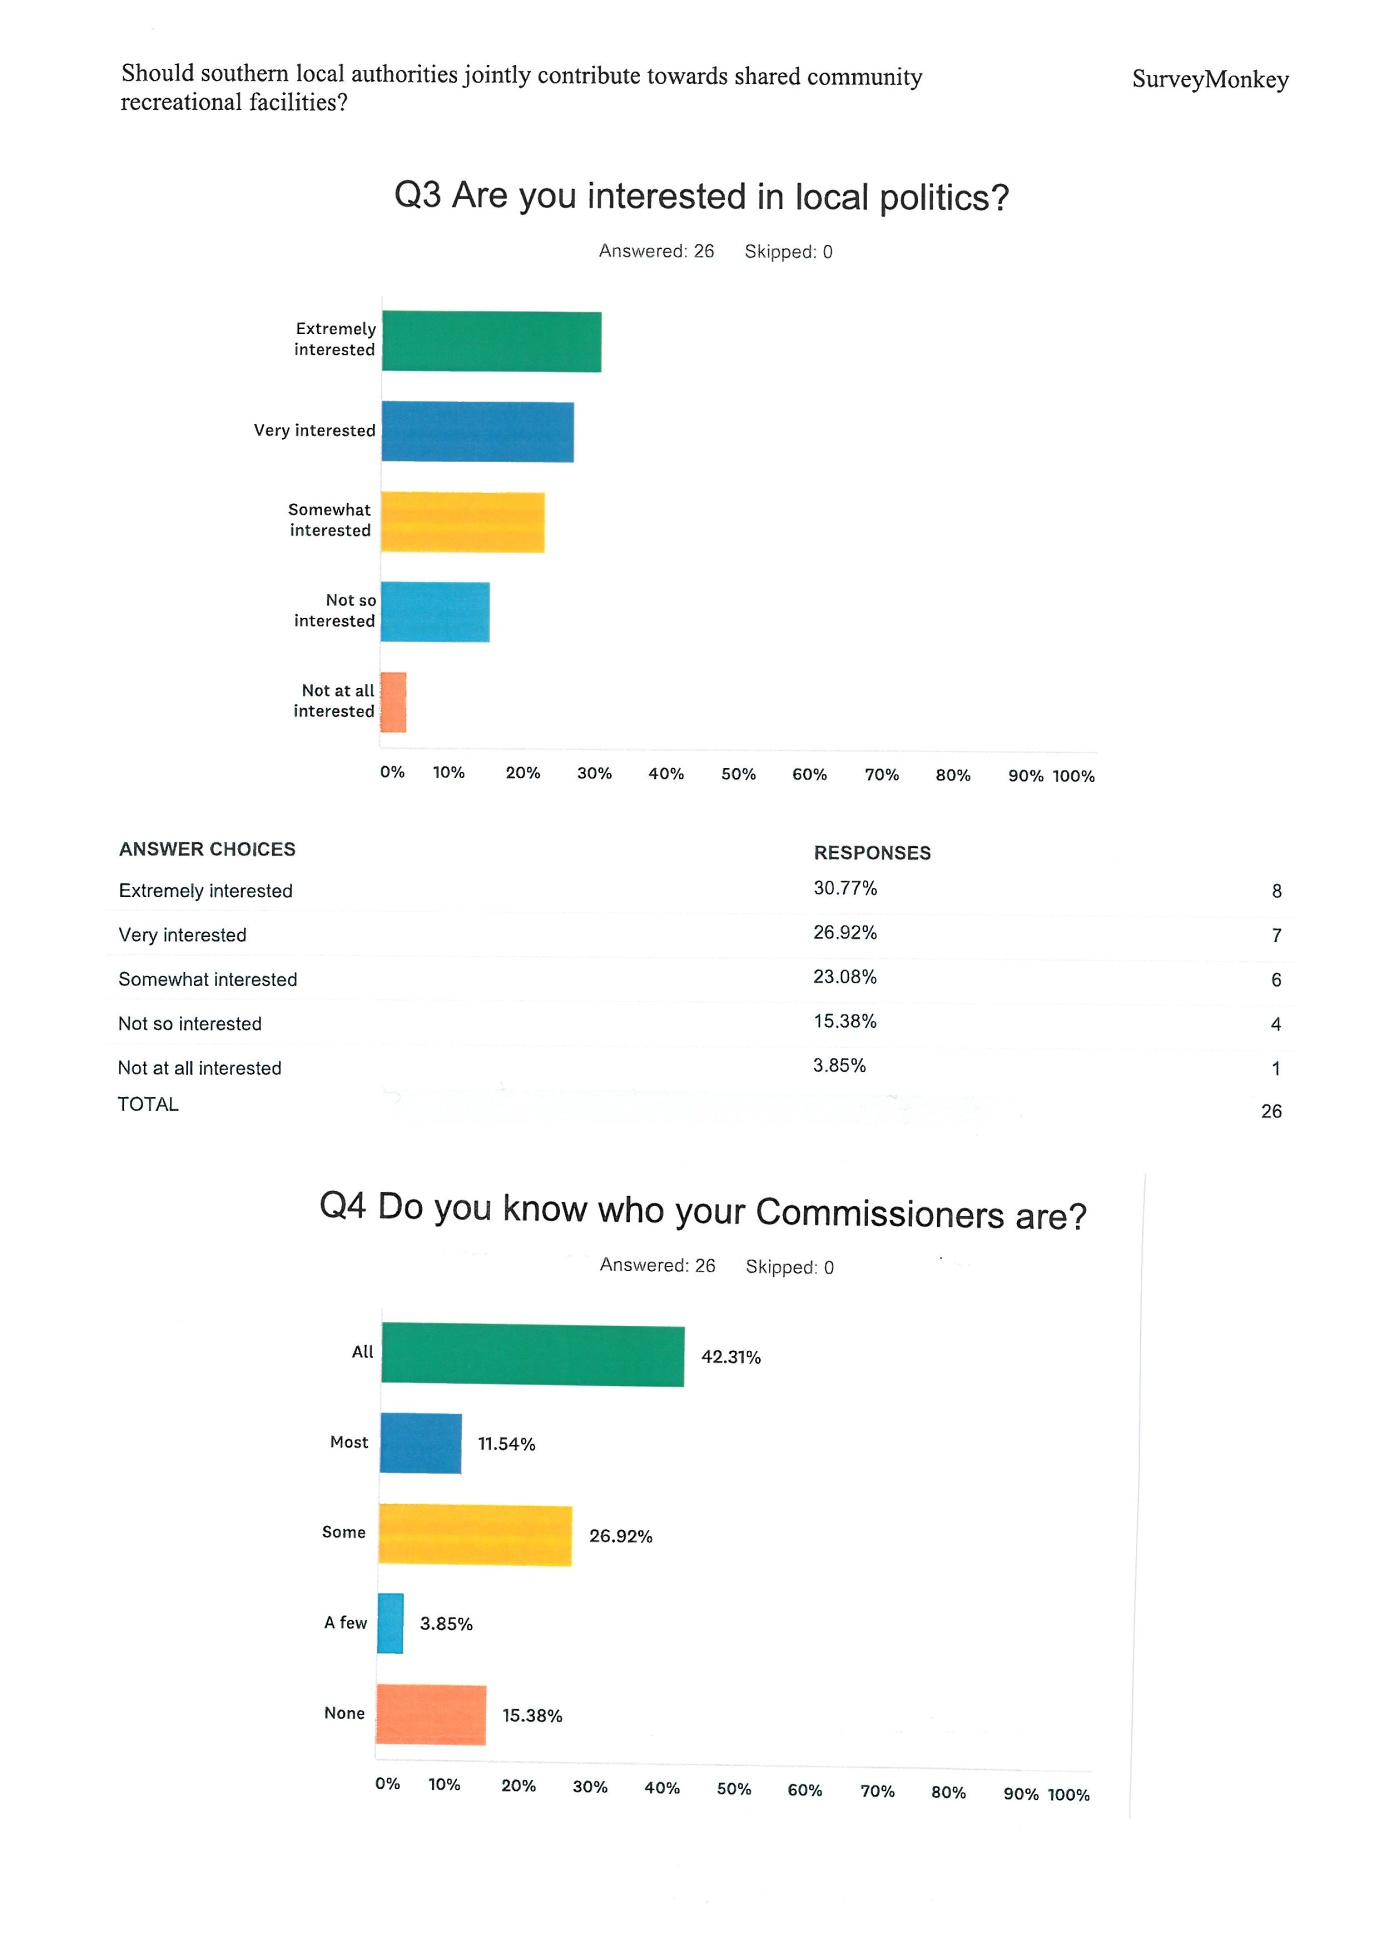 Should southern local authorities jointly contribute towards shared community
recreational facilities?
SurveyMonkey
Q3 Are you interested in local politics?
Answered: 26 Skipped: 0
Extremely
interested
Very interested
Somewhat
interested
Not so
interested
Not at all
interested
0% 10% 20% 30% 40% 50% 60% 70% 80% 90% 100%
ANSWER CHOICES RESPONSES
Extremely interested 30.77% 8
Very interested 26.92% 7
Somewhat interested 23.08% 6
Not so interested 15.38% 4
Not at all interested 3.85% 1
TOTAL 26
Q4 Do you know who your Commissioners are?
Answered: 26 Skipped: 0
All 42.31%
Most 11.54%
Some 26.92%
A few 3.85%
None 15.38%
0% 10% 20% 30% 40% 50% 60% 70% 80% 90% 100%